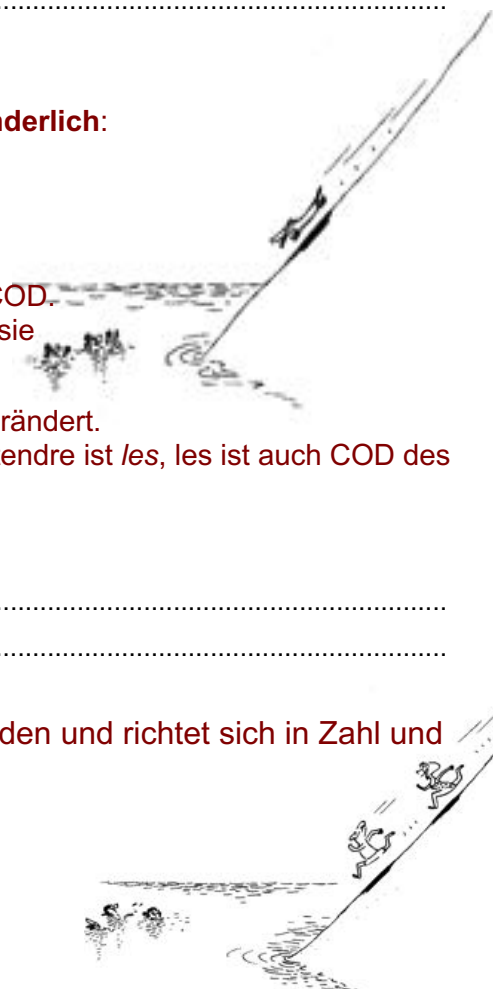 nderlich:
COD.
sie
rändert.
endre ist les, les ist auch COD des
den und richtet sich in Zahl und